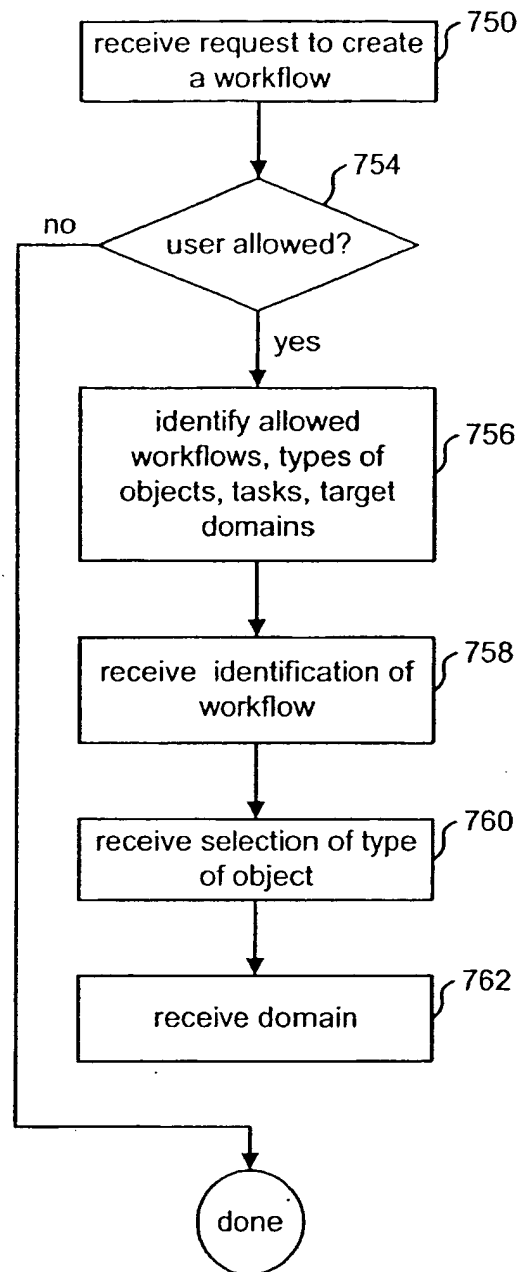 750
receive request to create
a workflow
754
no
user allowed?
yes
identify allowed
workflows, types of
objects, tasks, target
domains
756
receive identification of
workflow
758
receive selection of type
of object
760
receive domain
762
done